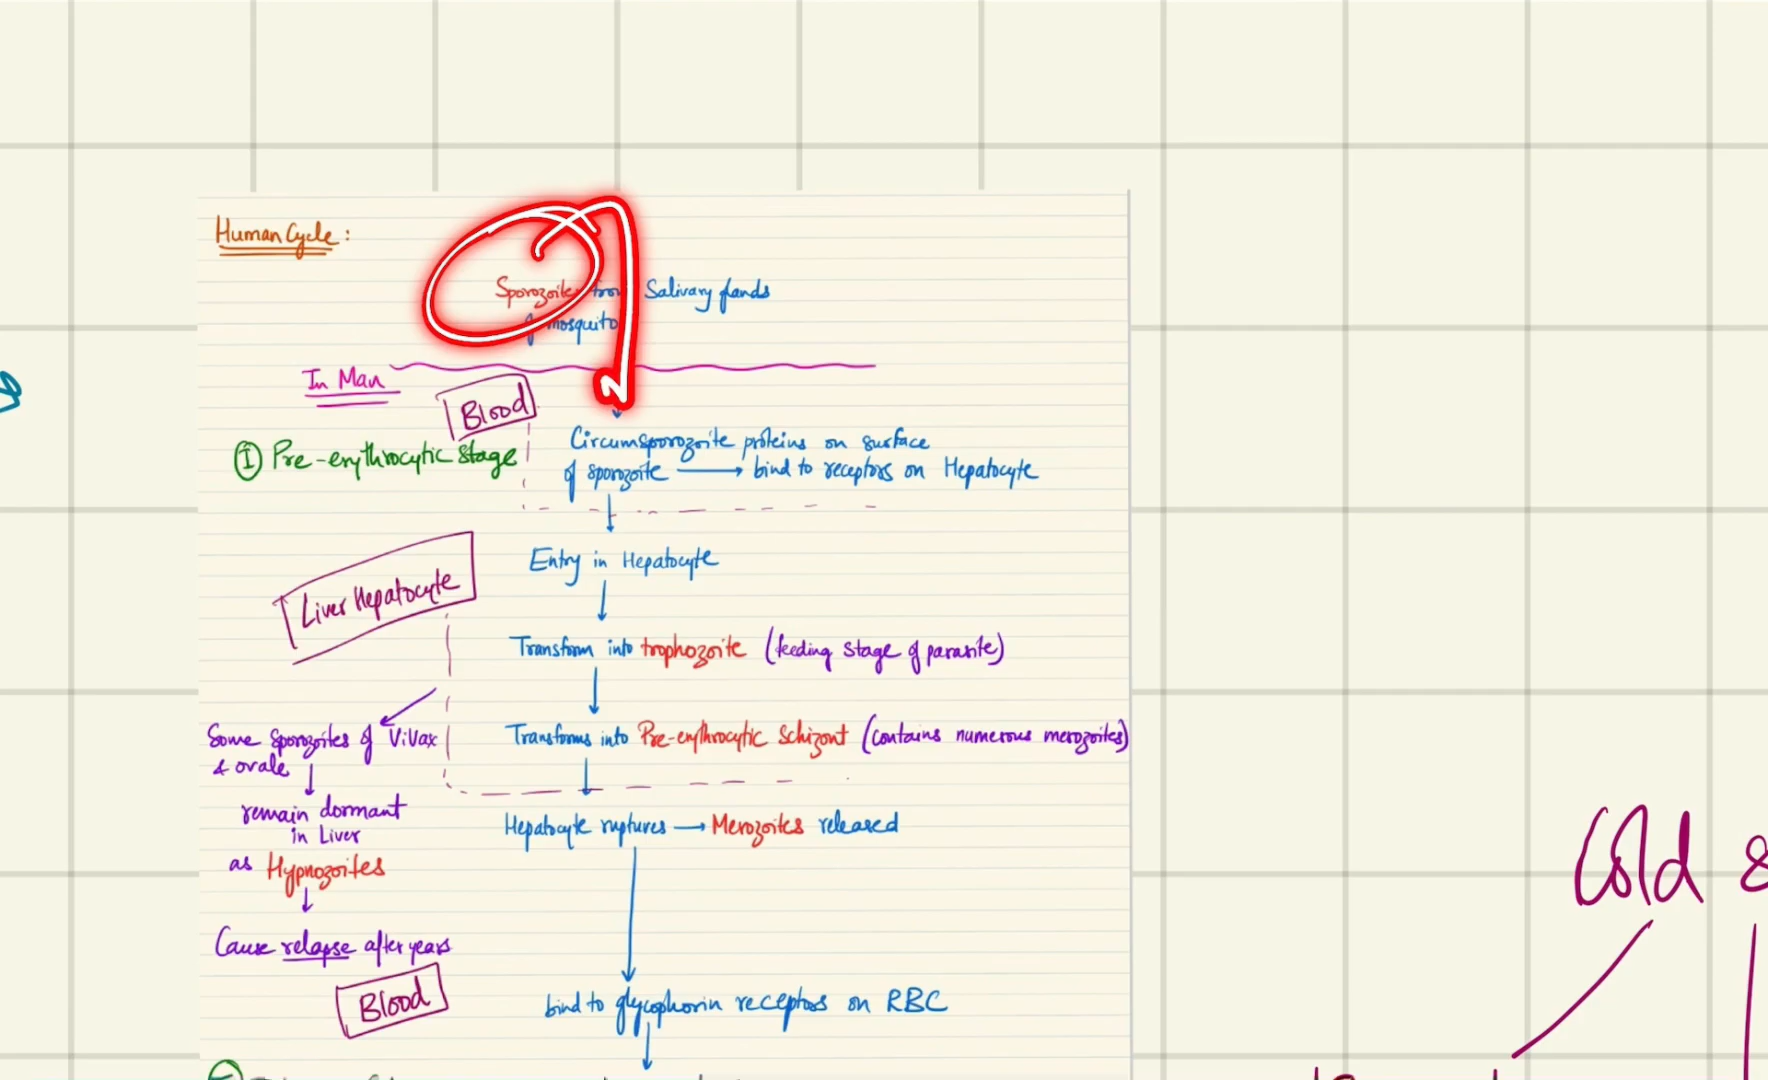 Human Cycle:
Sporozoites from Salivary glands
of mosquito
In Man
Blood
① Pre-erythrocytic Stage
Circumsporozoite proteins on surface
of sporozoite → bind to receptors on Hepatocyte
Entry in Hepatocyte
Liver Hepatocyte
Transform into trophozoite (feeding stage of parasite)
Transforms into Pre-erythrocytic Schizont (contains numerous merozoites)
Some Sporozoites of Vivax
& ovale
remain dormant
in Liver
as Hypnozoites
Cause relapse after years
Hepatocyte ruptures → Merozoites released
Blood
bind to glycophorin receptors on RBC
Cold &